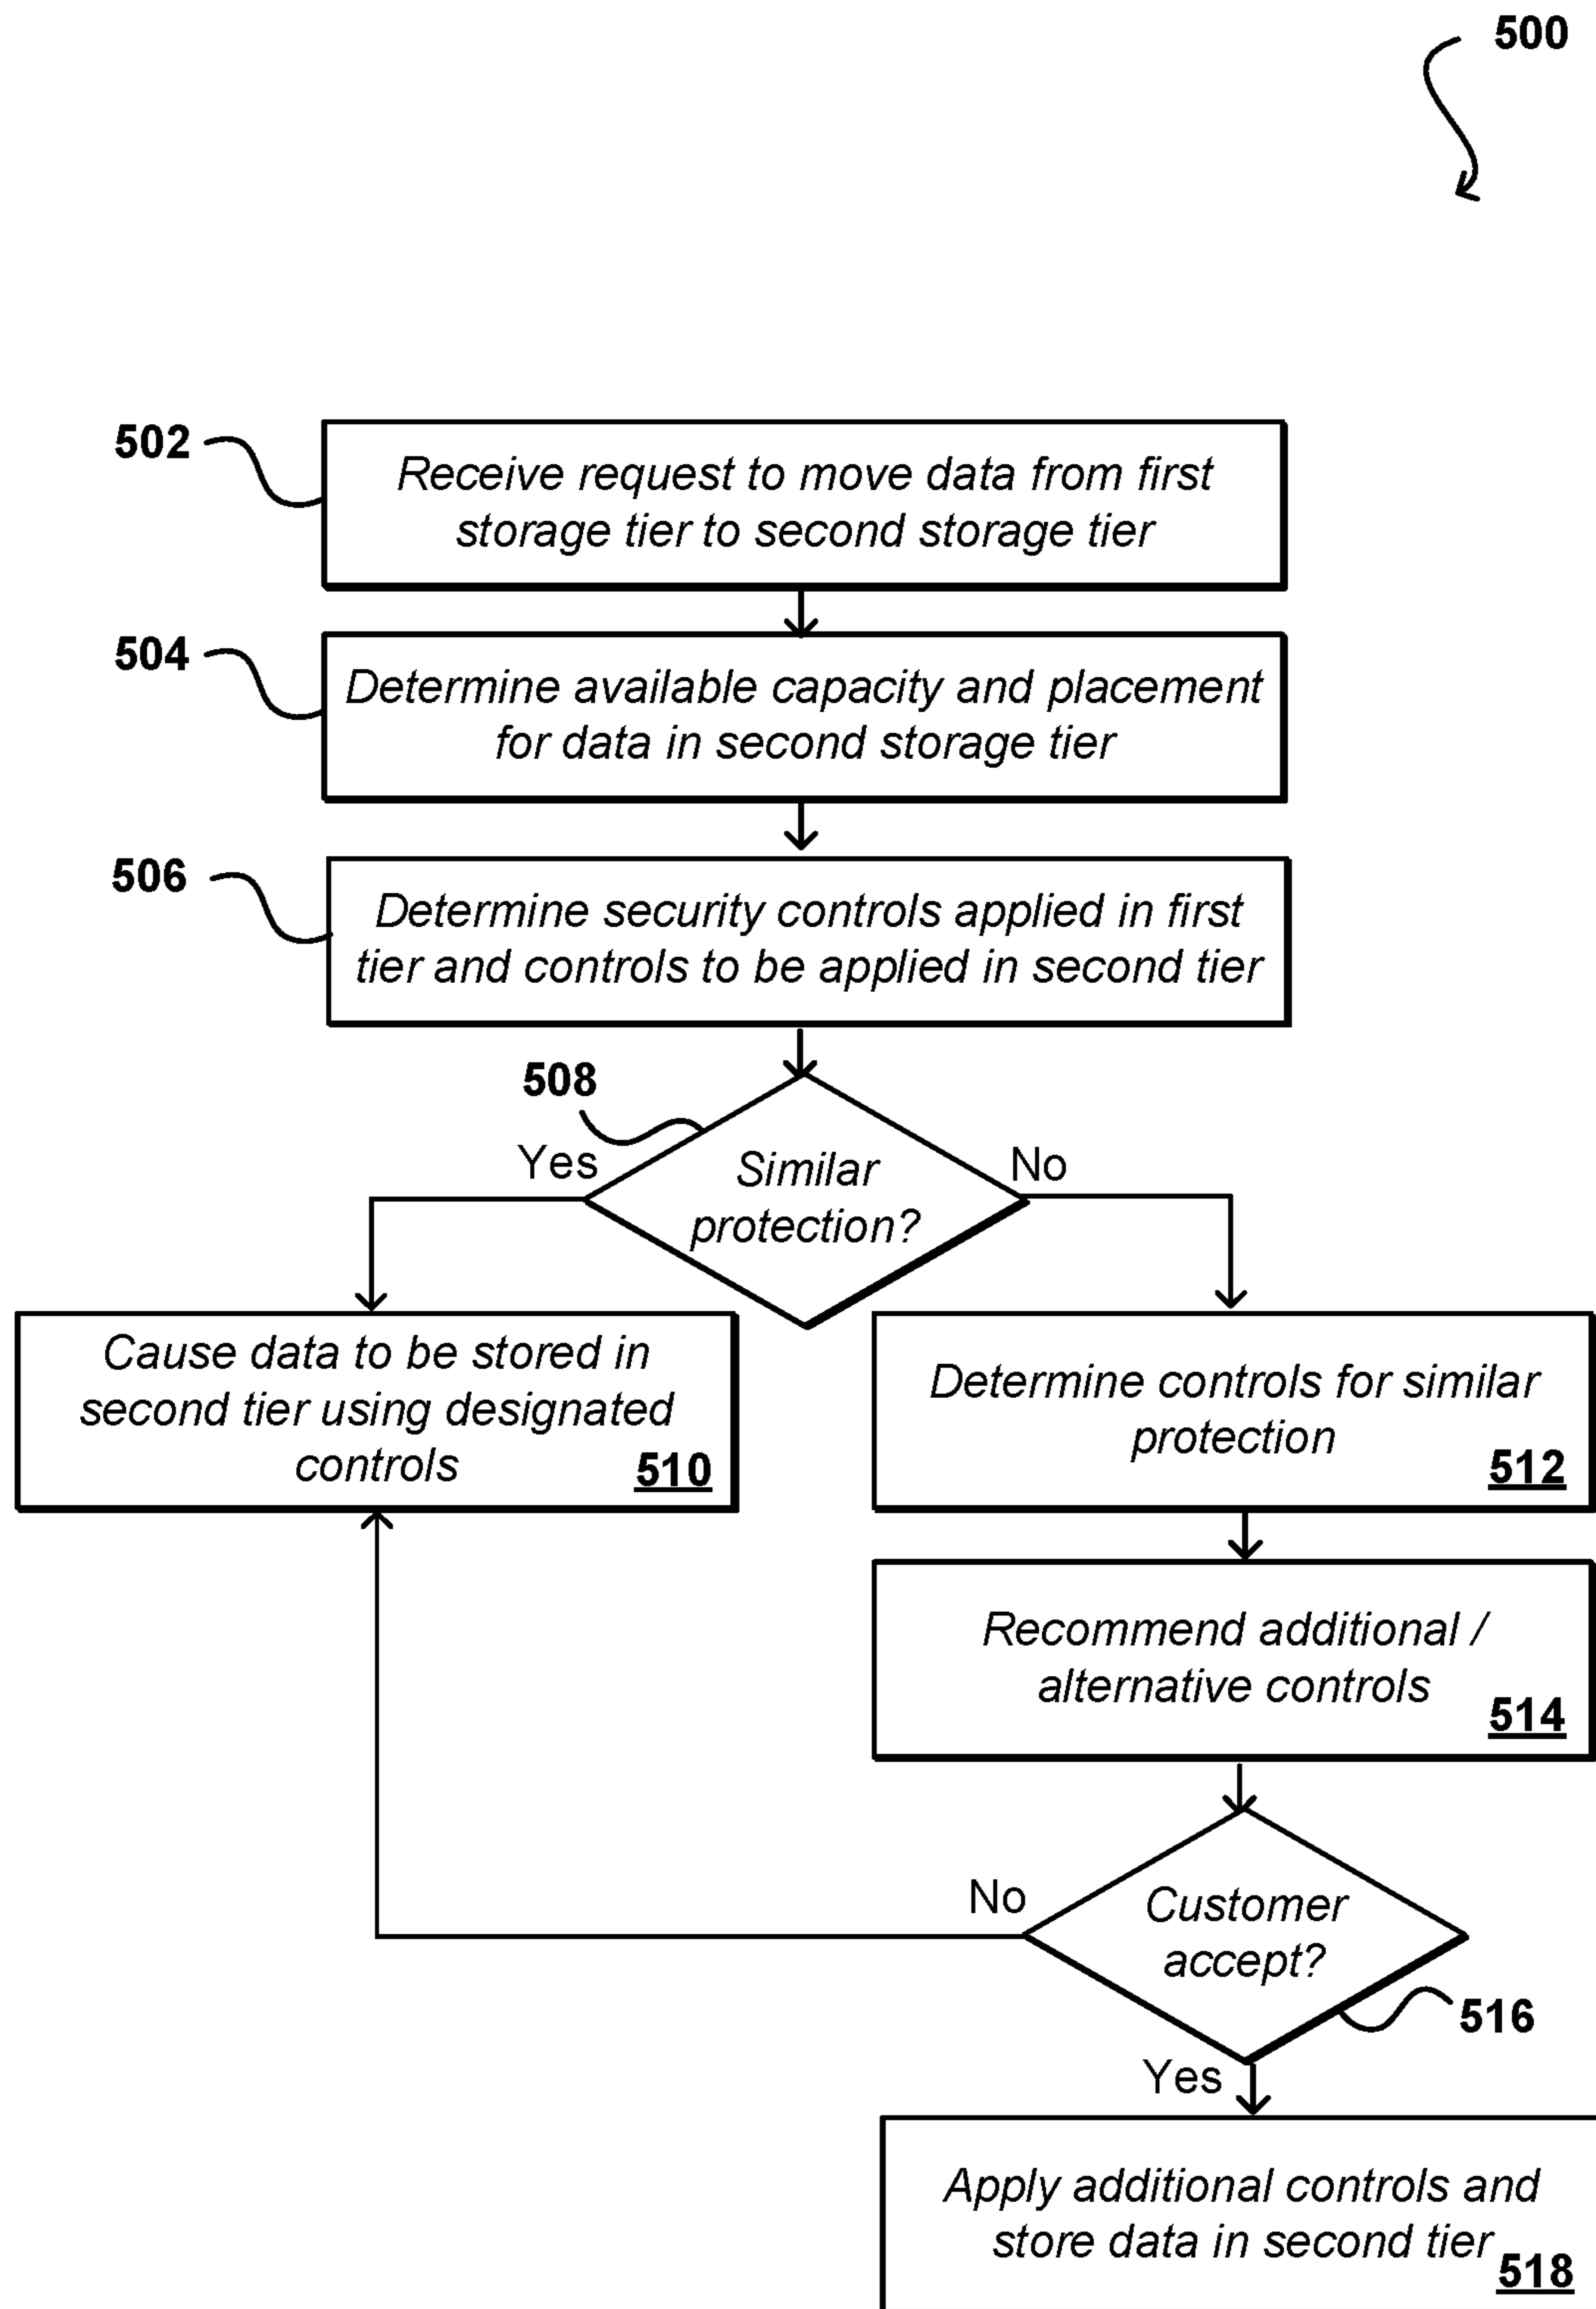 500
502
Receive request to move data from first
storage tier to second storage tier
504
Determine available capacity and placement
for data in second storage tier
506
Determine security controls applied in first
tier and controls to be applied in second tier
508
Yes
Similar
protection?
No
Cause data to be stored in
second tier using designated
controls
510
Determine controls for similar
protection
512
Recommend additional /
alternative controls
514
No
Customer
accept?
516
Yes
Apply additional controls and
store data in second tier
518